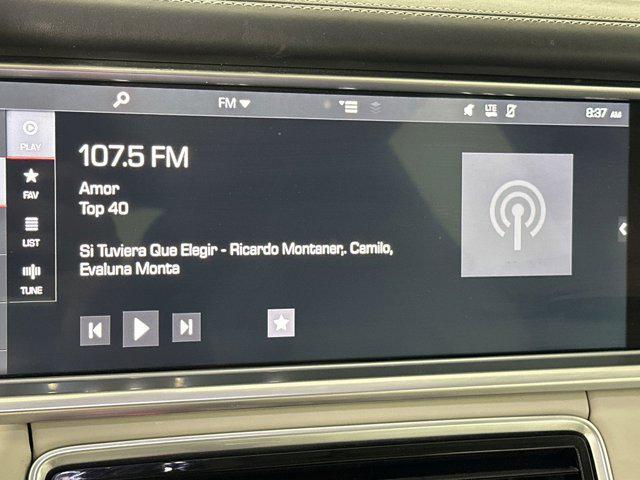 FM
LTE
8:37 AM
PLAY
FAV
LIST
TUNE
107.5 FM
Amor
Top 40
Si Tuviera Que Elegir - Ricardo Montaner,. Camilo,
Evaluna Monta